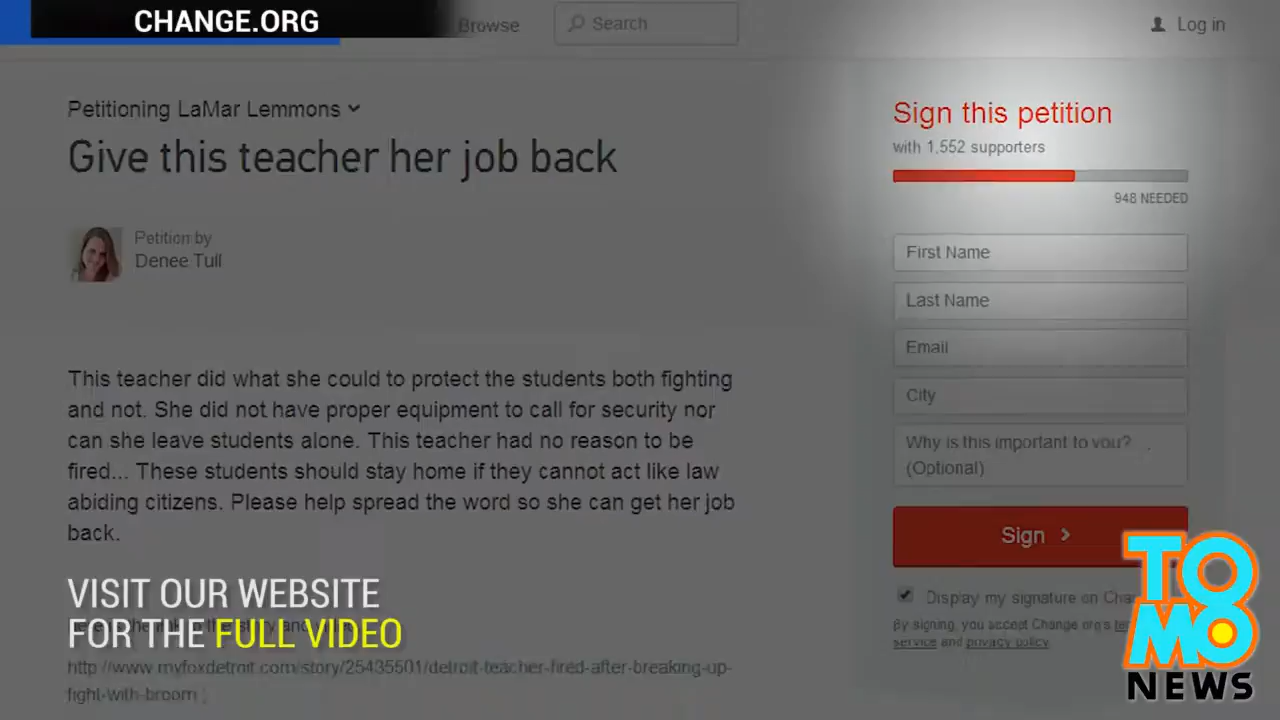 CHANGE.ORG
Browse
Search
Log in
Petitioning LaMar Lemmons
Give this teacher her job back
Petition by
Denee Tull
This teacher did what she could to protect the students both fighting
and not. She did not have proper equipment to call for security nor
can she leave students alone. This teacher had no reason to be
fired... These students should stay home if they cannot act like law
abiding citizens. Please help spread the word so she can get her job
back.
VISIT OUR WEBSITE
FOR THE FULL VIDEO
http://www.myfoxdetroit.com/story/25435501/detroit-teacher-fired-after-breaking-up-
fight-with-broom
Sign this petition
with 1,552 supporters
948 NEEDED
First Name
Last Name
Email
City
Why is this important to you?
(Optional)
Sign
Display my signature on
By signing, you accept Change.org's
service and privacy policy.
TOMO
NEWS